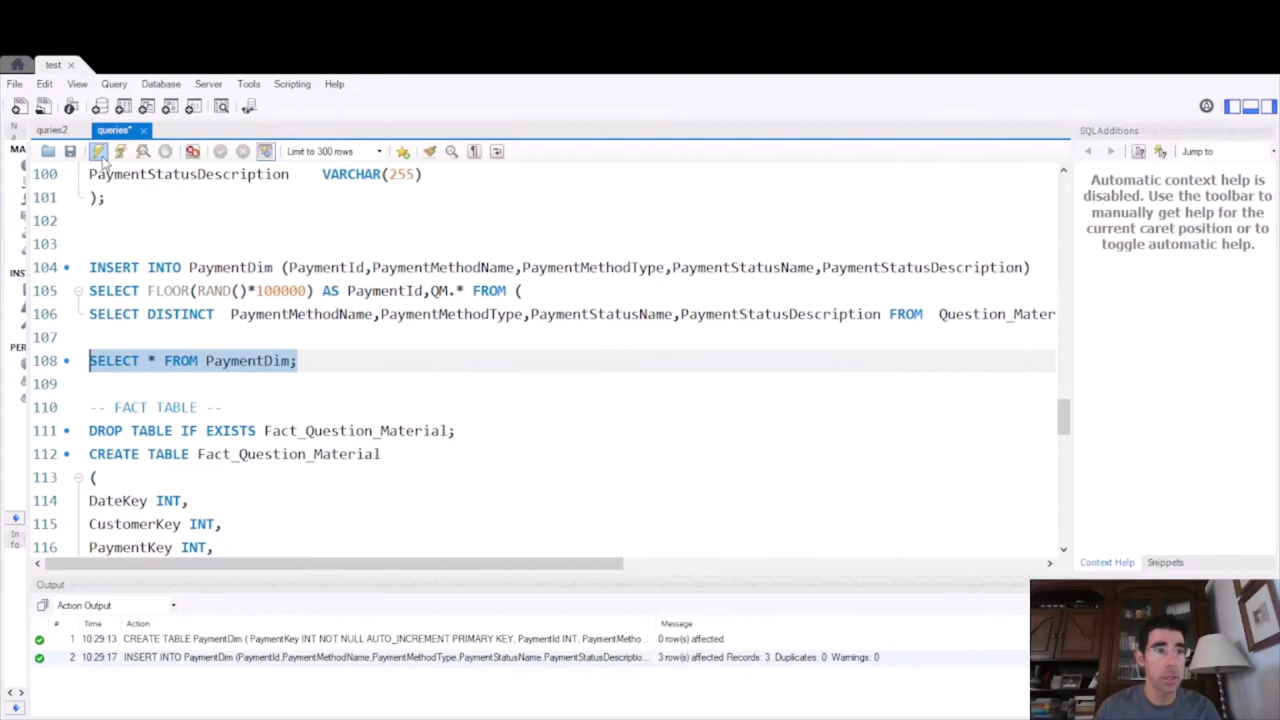 test
File Edit View Query Database Server Tools Scripting Help
quries2 queries*
SQLAdditions
Limit to 300 rows
Jump to
Automatic context help is
disabled. Use the toolbar to
manually get help for the
current caret position or to
toggle automatic help.
100 PaymentStatusDescription VARCHAR(255)
101 );
102
103
104 INSERT INTO PaymentDim (PaymentId,PaymentMethodName,PaymentMethodType,PaymentStatusName,PaymentStatusDescription)
105 SELECT FLOOR(RAND()*100000) AS PaymentId,QM.* FROM (
106 SELECT DISTINCT PaymentMethodName,PaymentMethodType,PaymentStatusName,PaymentStatusDescription FROM Question_Mater
107
108 SELECT * FROM PaymentDim;
109
110 -- FACT TABLE --
111 DROP TABLE IF EXISTS Fact_Question_Material;
112 CREATE TABLE Fact_Question_Material
113 (
114 DateKey INT,
115 CustomerKey INT,
116 PaymentKey INT,
Context Help Snippets
Output
Action Output
# Time Action Message
1 10:29:13 CREATE TABLE PaymentDim ( PaymentKey INT NOT NULL AUTO_INCREMENT PRIMARY KEY, PaymentId INT, PaymentMetho... 0 row(s) affected
2 10:29:17 INSERT INTO PaymentDim (PaymentId,PaymentMethodName,PaymentMethodType,PaymentStatusName,PaymentStatusDescriptio... 3 row(s) affected Records: 3 Duplicates: 0 Warnings: 0